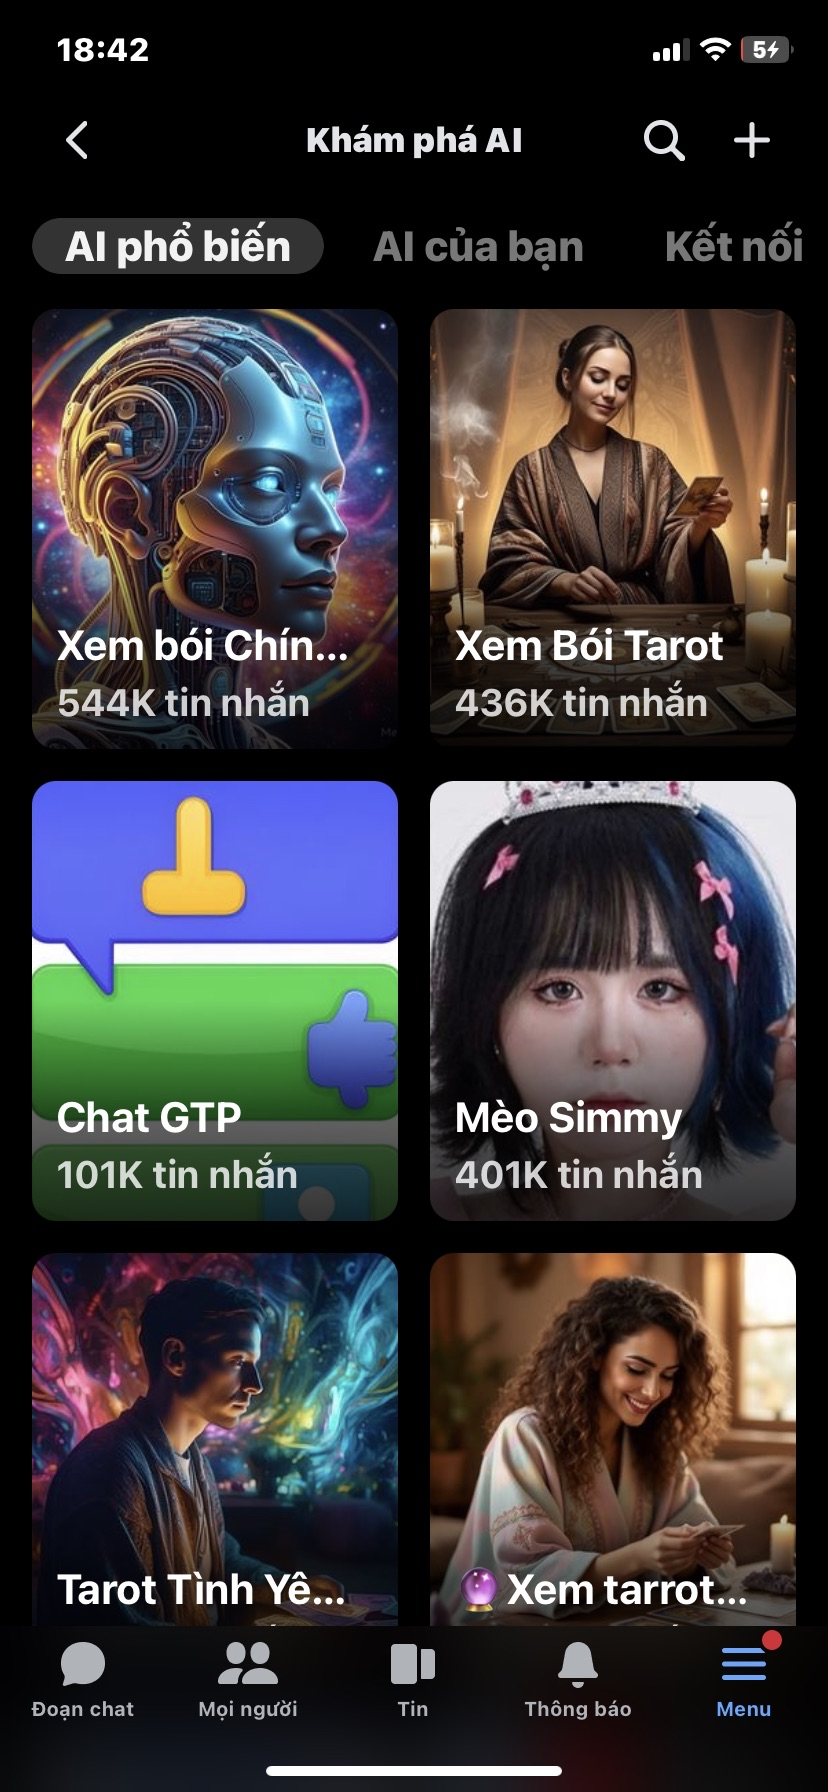 18:42
5
Khám phá AI
AI phổ biến
AI của bạn
Kết nối
Xem bói Chín...
544K tin nhắn
Xem Bói Tarot
436K tin nhắn
Chat GTP
101K tin nhắn
Mèo Simmy
401K tin nhắn
Tarot Tình Yê...
🔮Xem tarrot...
Đoạn chat
Mọi người
Tin
Thông báo
Menu